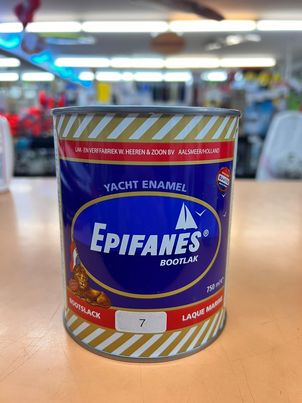 LAK- EN VERFFABRIEK W. HEEREN & ZOON BV AALSMEER/HOLLAND
YACHT ENAMEL
EPIFANES®
BOOTLAK
750 ml e
BOOTSLACK
7
LAQUE MARINE